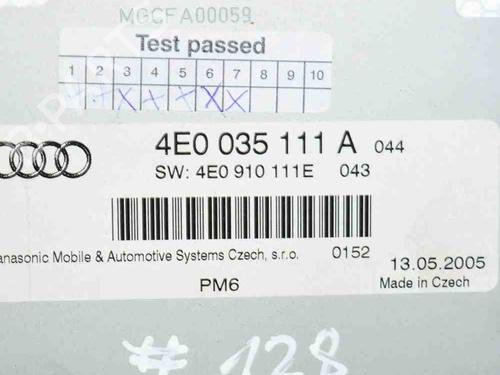 MGCFA00059
Test passed
1 2 3 4 5 6 7 8 9 10
X X X X X X X
4E0 035 111 A 044
SW: 4E0 910 111E 043
Panasonic Mobile & Automotive Systems Czech, s.r.o. 0152
13.05.2005
PM6
Made in Czech
# 128